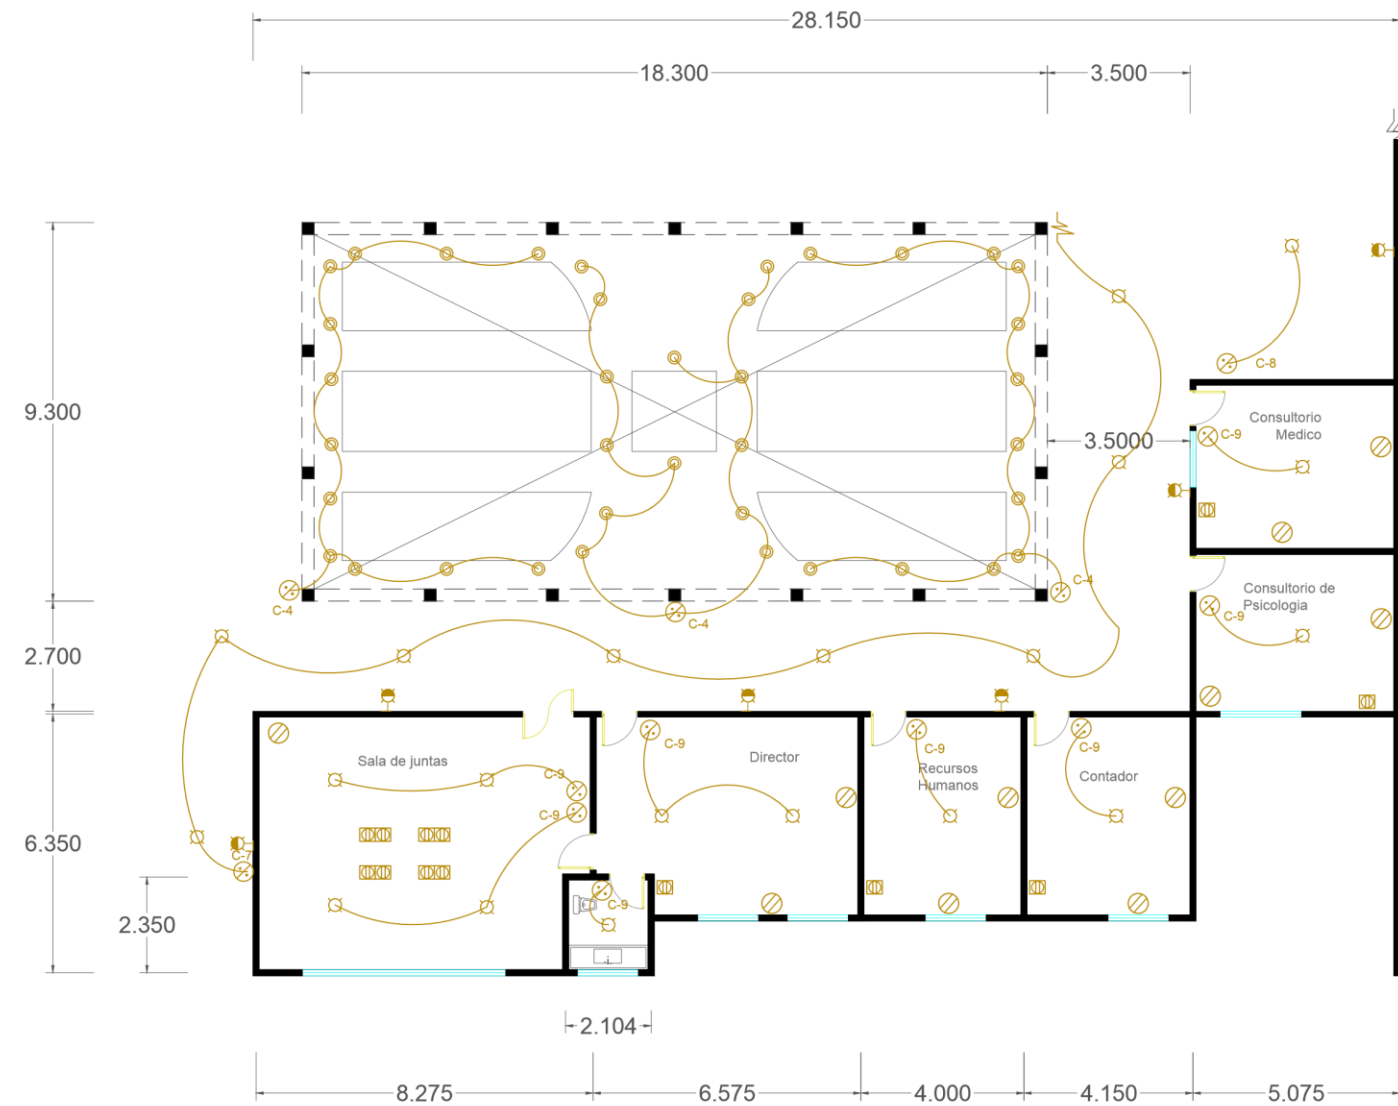 28.150
18.300
3.500
C-8
9.300
Consultorio
Medico
C-9
3.5000
Consultorio de
Psicologia
C-9
C-4
C-4
C-4
2.700
Sala de juntas
C-9
C-9
C-9
Director
C-9
Recursos
Humanos
C-9
Contador
6.350
C-7
C-9
2.350
2.104
8.275
6.575
4.000
4.150
5.075